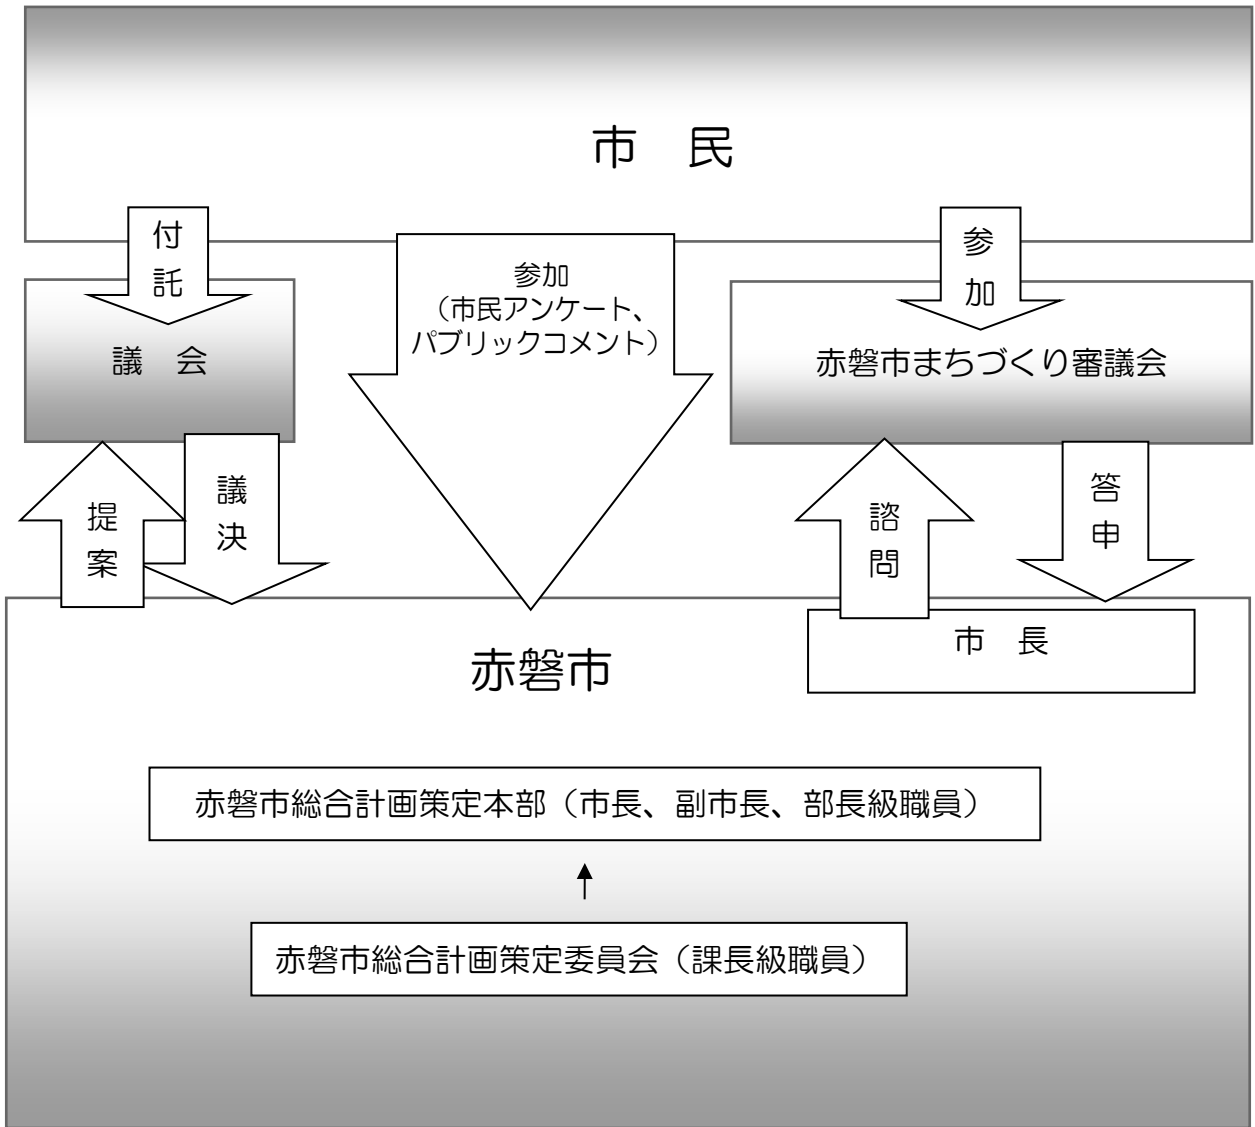 市　民
付託
参加
（市民アンケート、
パブリックコメント）
参加
議　会
赤磐市まちづくり審議会
提案
議決
諮問
答申
赤磐市
市　長
赤磐市総合計画策定本部（市長、副市長、部長級職員）
赤磐市総合計画策定委員会（課長級職員）